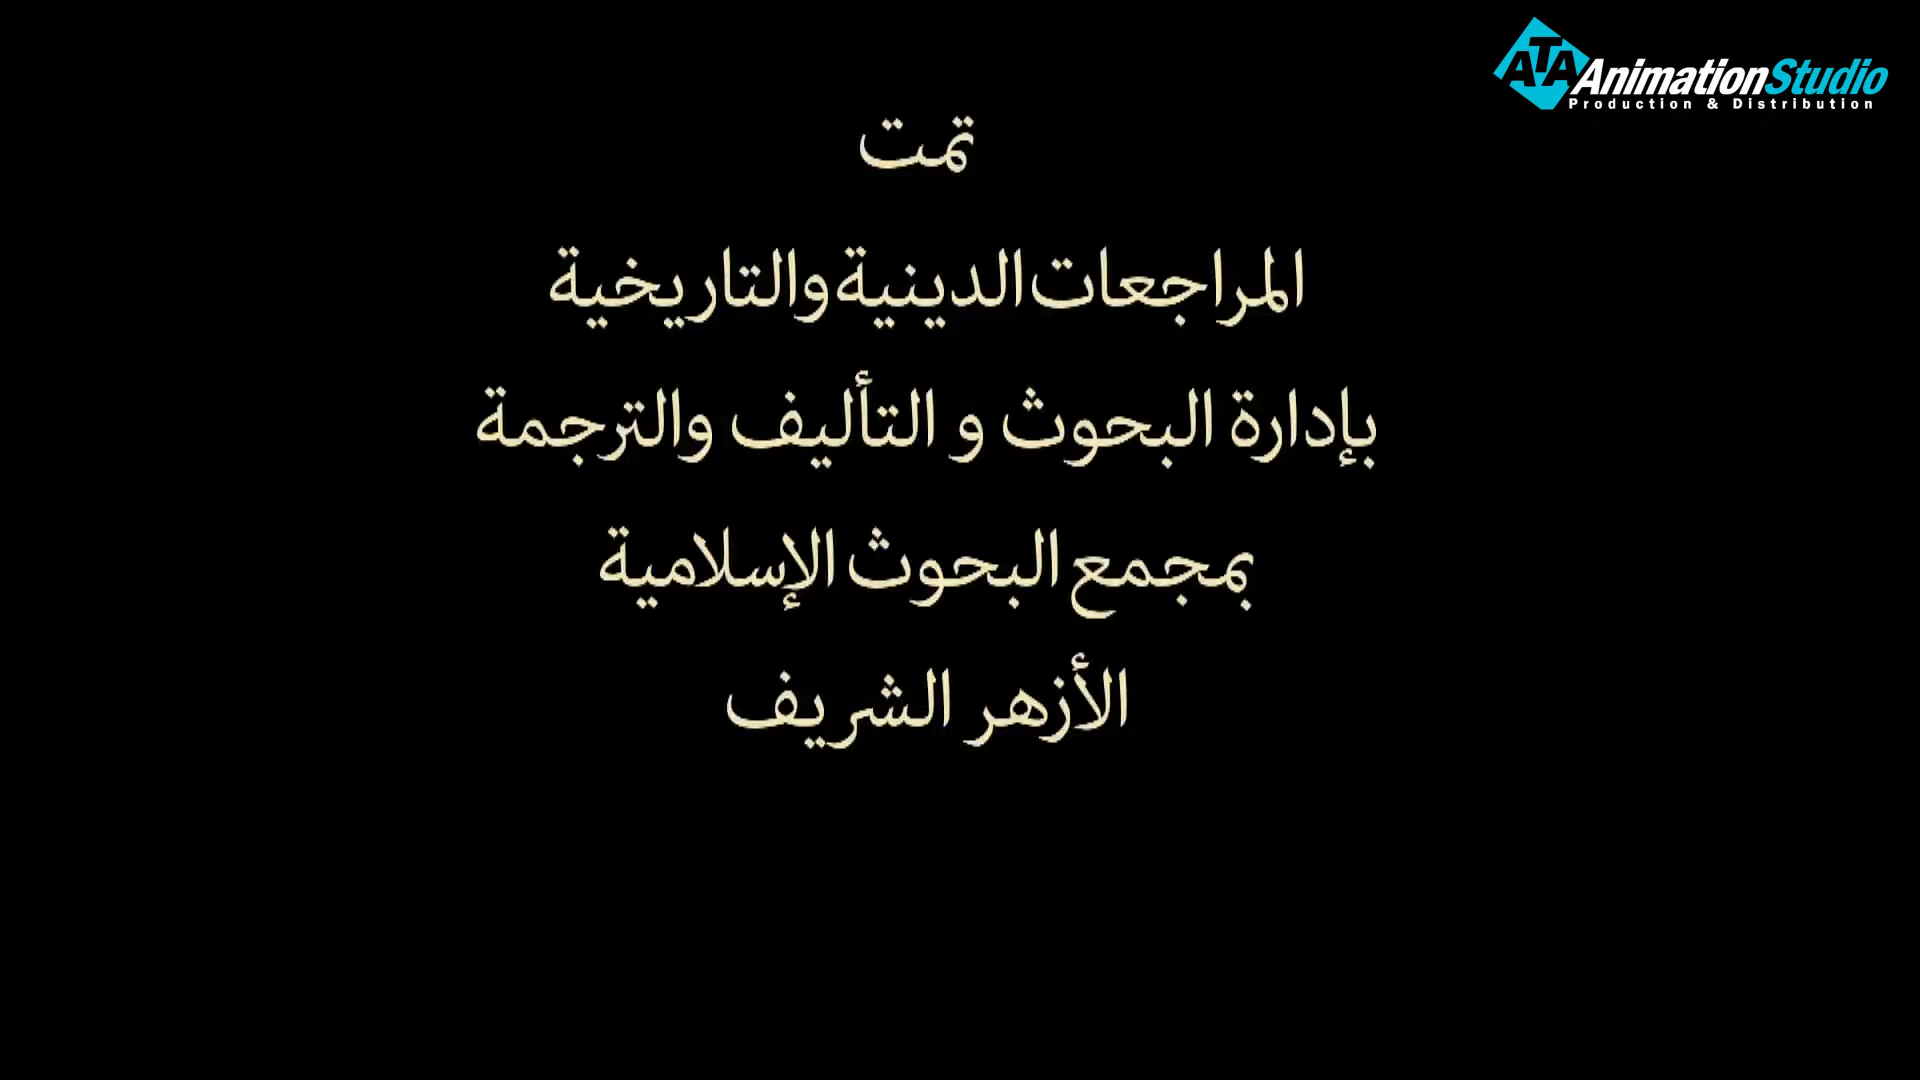 ATA AnimationStudio
Production & Distribution
تمت
المراجعات الدينية والتاريخية
بإدارة البحوث و التأليف والترجمة
بمجمع البحوث الإسلامية
الأزهر الشريف